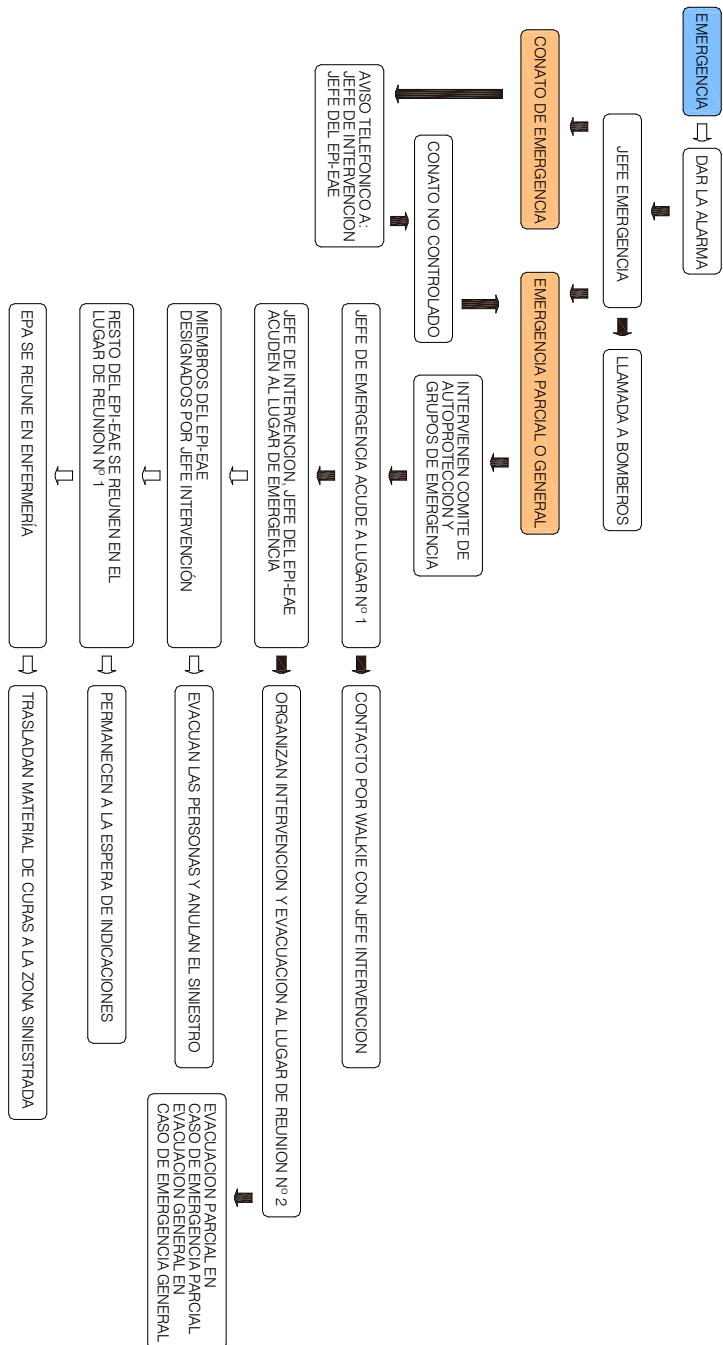 EMERGENCIA
DAR LA ALARMA
JEFE EMERGENCIA
LLAMADA A BOMBEROS
CONATO DE EMERGENCIA
EMERGENCIA PARCIAL O GENERAL
AVISO TELEFONICO A:
JEFE DE INTERVENCION
JEFE DEL EPI-EAE
CONATO NO CONTROLADO
INTERVIENEN COMITE DE
AUTOPROTECCION Y
GRUPOS DE EMERGENCIA
JEFE DE EMERGENCIA ACUDE A LUGAR Nº 1
CONTACTO POR WALKIE CON JEFE INTERVENCION
JEFE DE INTERVENCION, JEFE DEL EPI-EAE
ACUDEN AL LUGAR DE EMERGENCIA
ORGANIZAN INTERVENCION Y EVACUACION AL LUGAR DE REUNION Nº 2
EVACUACION PARCIAL EN
CASO DE EMERGENCIA PARCIAL
EVACUACION GENERAL EN
CASO DE EMERGENCIA GENERAL
MIEMBROS DEL EPI-EAE
DESIGNADOS POR JEFE INTERVENCIÓN
EVACUAN LAS PERSONAS Y ANULAN EL SINIESTRO
RESTO DEL EPI-EAE SE REUNEN EN EL
LUGAR DE REUNIÓN Nº 1
PERMANECEN A LA ESPERA DE INDICACIONES
EPA SE REUNE EN ENFERMERÍA
TRASLADAN MATERIAL DE CURAS A LA ZONA SINIESTRADA